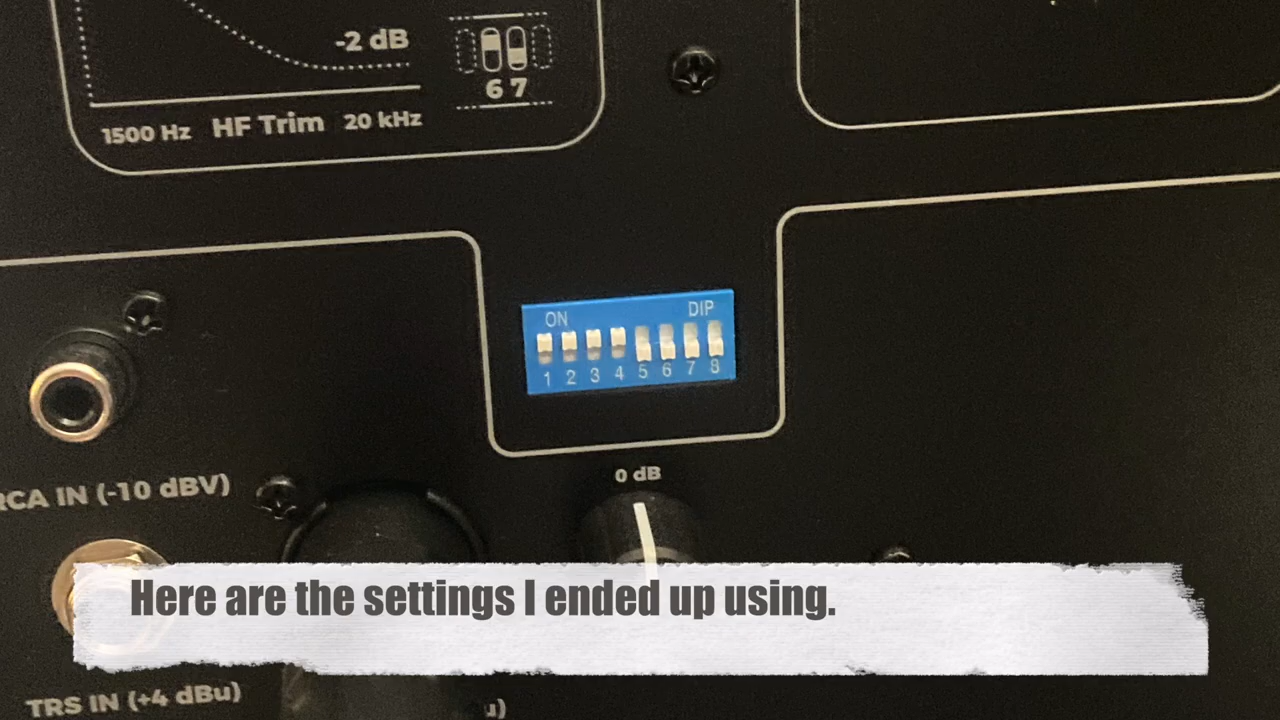 -2 dB
6 7
1500 Hz HF Trim 20 kHz
ON DIP
1 2 3 4 5 6 7 8
RCA IN (-10 dBV)
0 dB
Here are the settings I ended up using.
TRS IN (+4 dBu)
u)